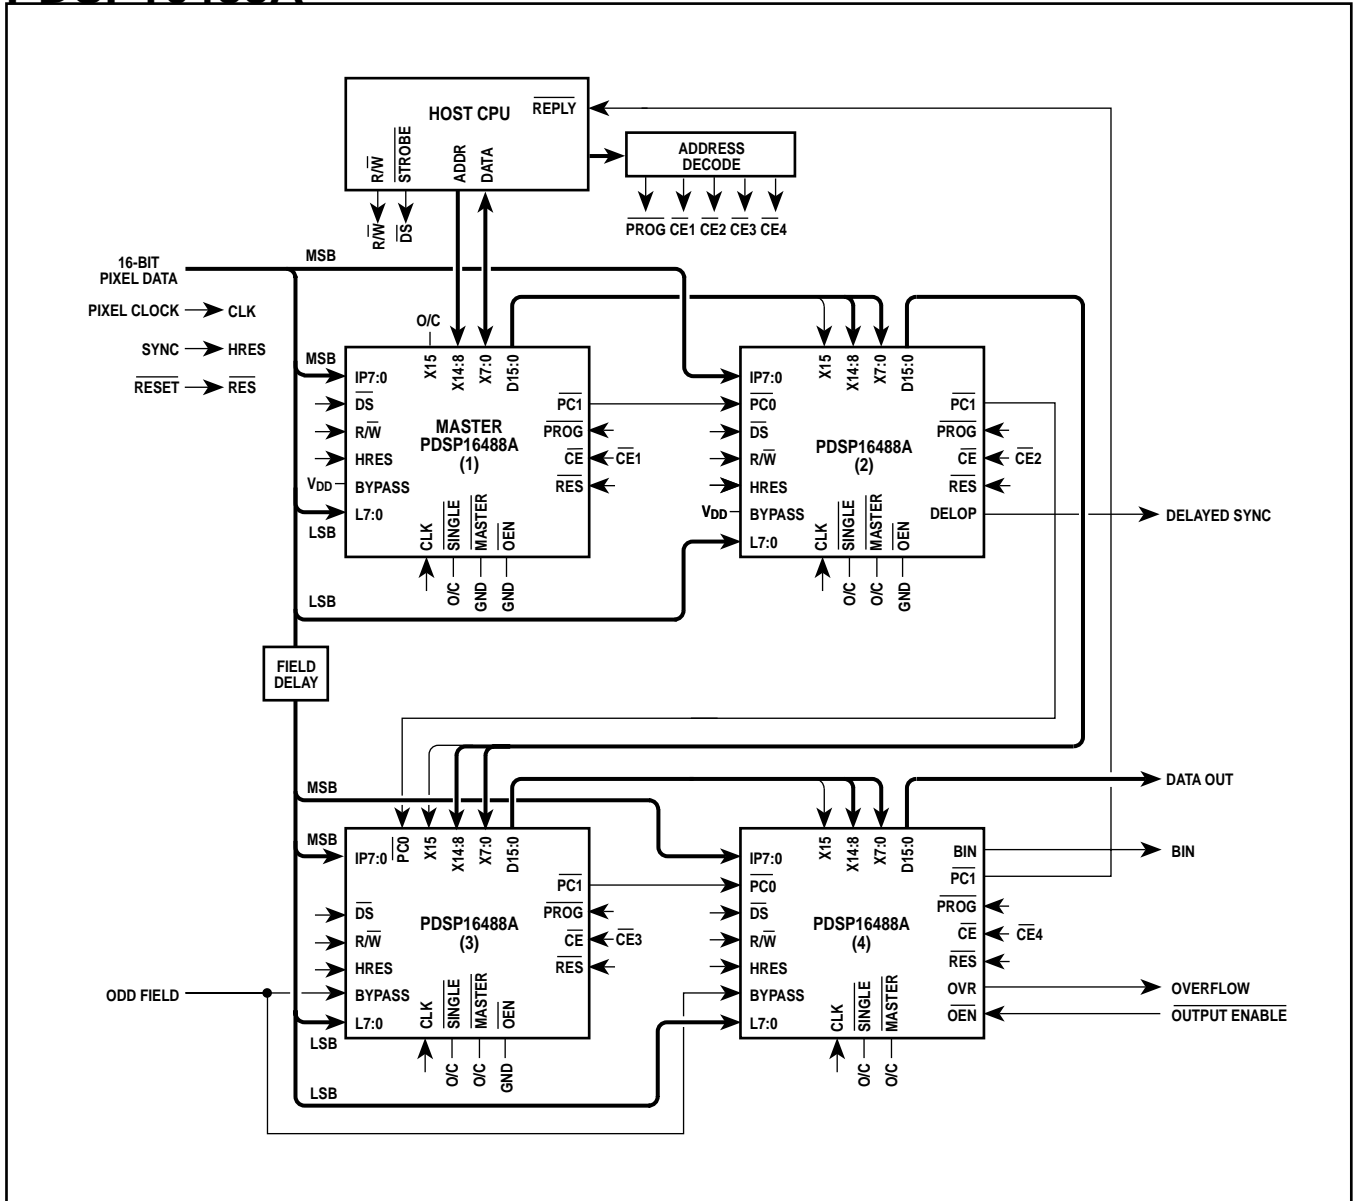 HOST CPU
REPLY
R/W
STROBE
ADDR
DATA
ADDRESS
DECODE
R/W
DS
PROG CE1 CE2 CE3 CE4
16-BIT
PIXEL DATA
MSB
PIXEL CLOCK
CLK
SYNC
HRES
RESET
RES
MSB
LSB
LSB
O/C
X15
X14:8
X7:0
D15:0
IP7:0
DS
R/W
HRES
VDD
BYPASS
L7:0
MASTER
PDSP16488A
(1)
PC1
PROG
CE
CE1
RES
CLK
SINGLE
MASTER
OEN
O/C
GND
GND
X15
X14:8
X7:0
D15:0
IP7:0
PC0
DS
R/W
HRES
VDD
BYPASS
L7:0
PDSP16488A
(2)
PC1
PROG
CE
CE2
RES
DELOP
DELAYED SYNC
CLK
SINGLE
MASTER
OEN
O/C
O/C
GND
FIELD
DELAY
MSB
MSB
LSB
LSB
ODD FIELD
IP7:0
PC0
X15
X14:8
X7:0
D15:0
DS
R/W
HRES
BYPASS
L7:0
PDSP16488A
(3)
PC1
PROG
CE
CE3
RES
CLK
SINGLE
MASTER
OEN
O/C
O/C
GND
X15
X14:8
X7:0
D15:0
DATA OUT
IP7:0
PC0
DS
R/W
HRES
BYPASS
L7:0
PDSP16488A
(4)
BIN
BIN
PC1
PROG
CE
CE4
RES
OVR
OVERFLOW
OEN
OUTPUT ENABLE
CLK
SINGLE
MASTER
O/C
O/C